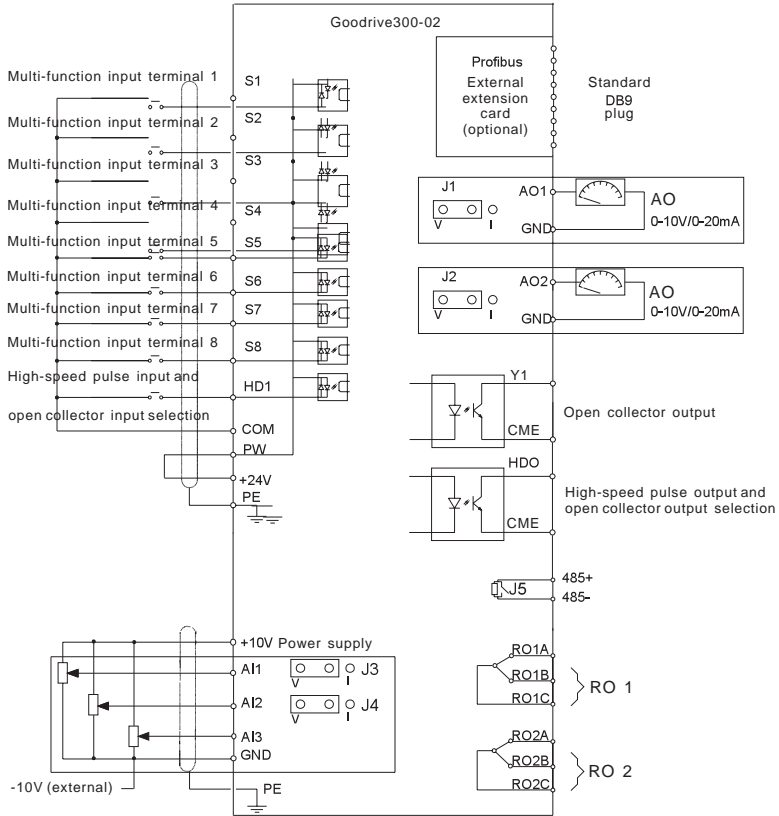 Goodrive300-02
Multi-function input terminal 1
S1
Multi-function input terminal 2
S2
Multi-function input terminal 3
S3
Multi-function input terminal 4
S4
Multi-function input terminal 5
S5
Multi-function input terminal 6
S6
Multi-function input terminal 7
S7
Multi-function input terminal 8
S8
High-speed pulse input and
open collector input selection
HD1
COM
PW
+24V
PE
Profibus
External
extension
card
(optional)
Standard
DB9
plug
J1
V
I
AO1
GND
AO
0-10V/0-20mA
J2
V
I
AO2
GND
AO
0-10V/0-20mA
Y1
CME
Open collector output
HDO
CME
High-speed pulse output and
open collector output selection
J5
485+
485-
+10V Power supply
AI1
V
I
J3
AI2
V
I
J4
AI3
GND
-10V (external)
PE
RO1A
RO1B
RO1C
RO 1
RO2A
RO2B
RO2C
RO 2